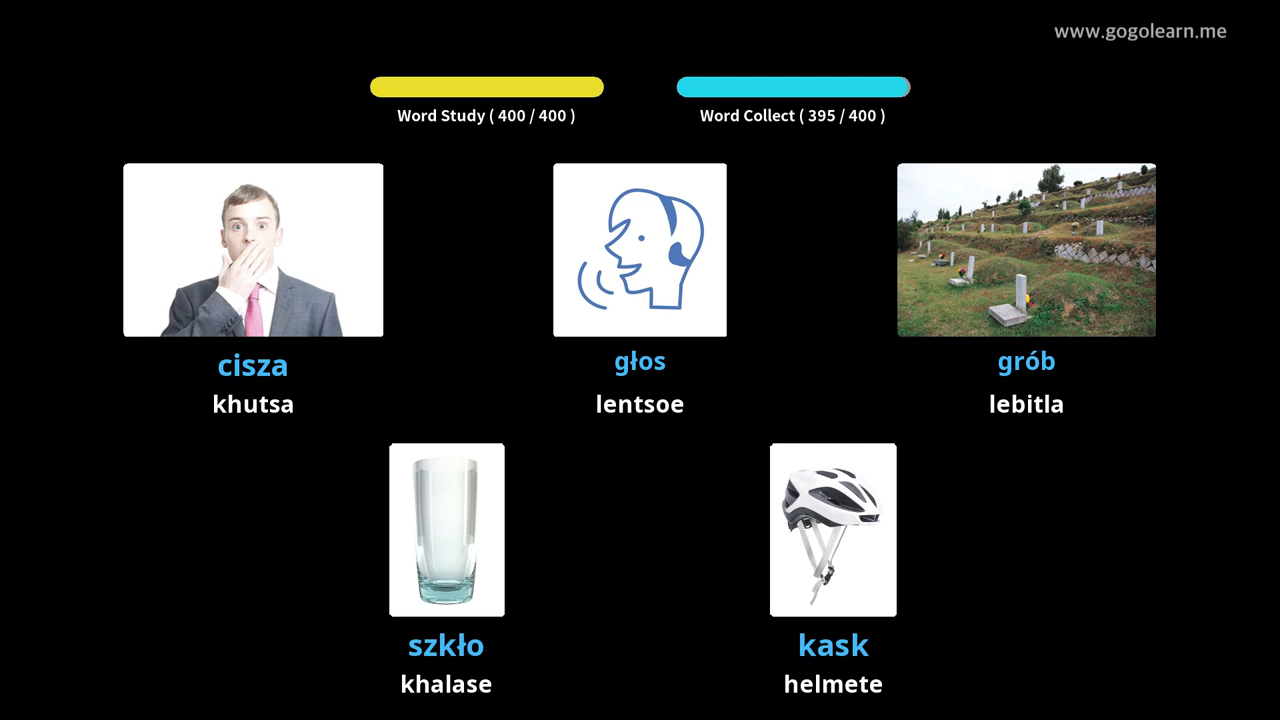 www.gogolearn.me
Word Study ( 400 / 400 )
Word Collect ( 395 / 400 )
cisza
khutsa
głos
lentsoe
grób
lebitla
szkło
khalase
kask
helmete